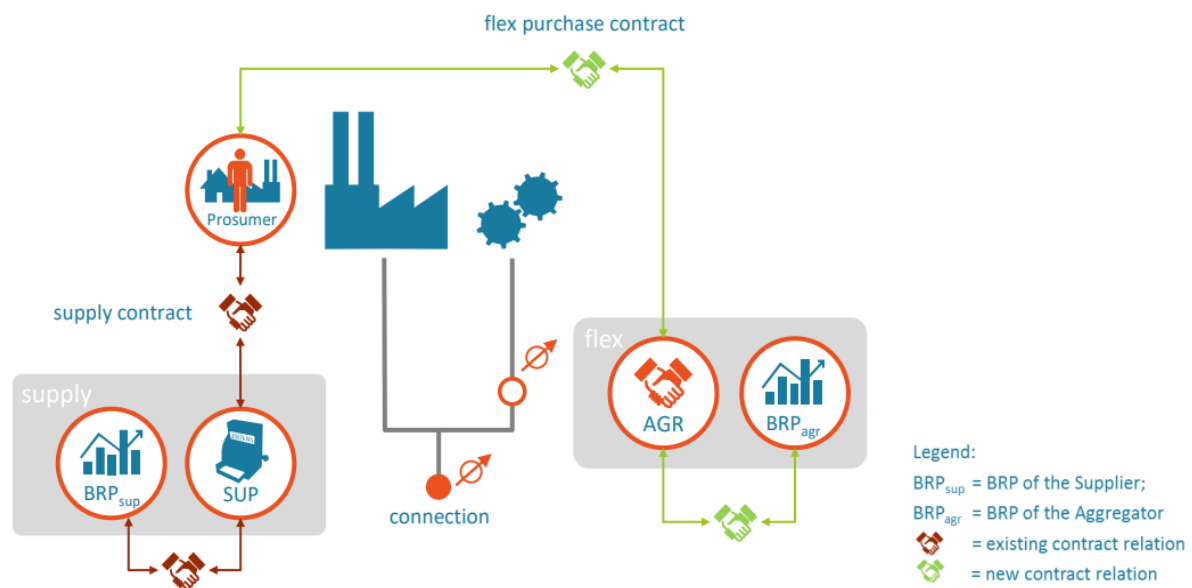 flex purchase contract
Prosumer
supply contract
flex
supply
AGR
BRPagr
BRPsup
SUP
connection
Legend:
BRPsup = BRP of the Supplier;
BRPagr = BRP of the Aggregator
= existing contract relation
= new contract relation